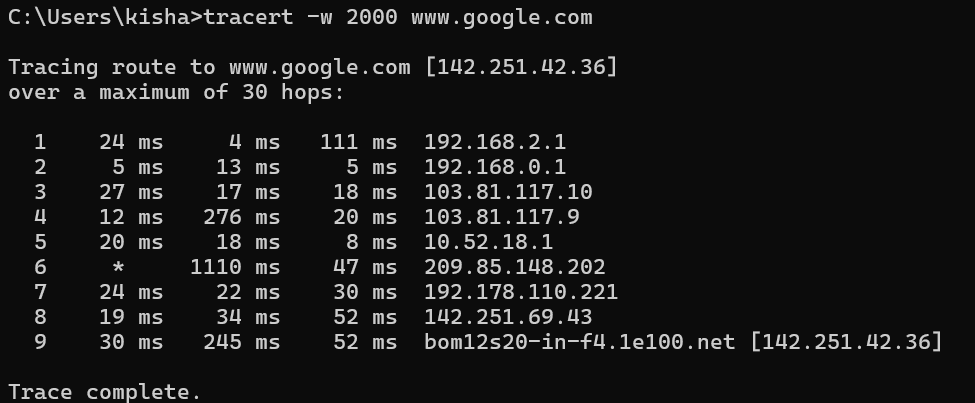 C:\Users\kisha>tracert -w 2000 www.google.com
Tracing route to www.google.com [142.251.42.36]
over a maximum of 30 hops:
1 24 ms 4 ms 111 ms 192.168.2.1
2 5 ms 13 ms 5 ms 192.168.0.1
3 27 ms 17 ms 18 ms 103.81.117.10
4 12 ms 276 ms 20 ms 103.81.117.9
5 20 ms 18 ms 8 ms 10.52.18.1
6 * 1110 ms 47 ms 209.85.148.202
7 24 ms 22 ms 30 ms 192.178.110.221
8 19 ms 34 ms 52 ms 142.251.69.43
9 30 ms 245 ms 52 ms bom12s20-in-f4.1e100.net [142.251.42.36]
Trace complete.